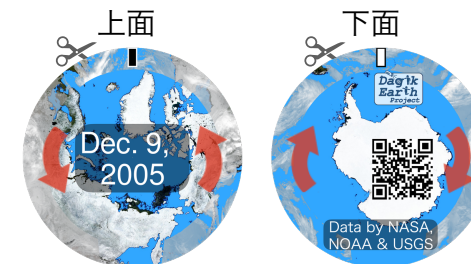 上面
下面
Dec. 9,
2005
Dagik
Earth
Project
Data by NASA,
NOAA & USGS